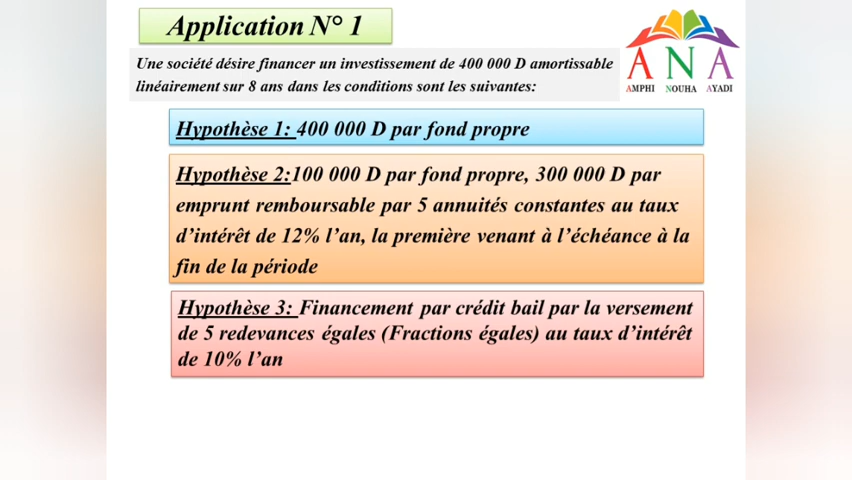 Application N° 1
Une société désire financer un investissement de 400 000 D amortissable
linéairement sur 8 ans dans les conditions sont les suivantes:
A N A
AMPHI NOUHA AYADI
Hypothèse 1: 400 000 D par fond propre
Hypothèse 2:100 000 D par fond propre, 300 000 D par
emprunt remboursable par 5 annuités constantes au taux
d’intérêt de 12% l’an, la première venant à l’échéance à la
fin de la période
Hypothèse 3: Financement par crédit bail par la versement
de 5 redevances égales (Fractions égales) au taux d’intérêt
de 10% l’an